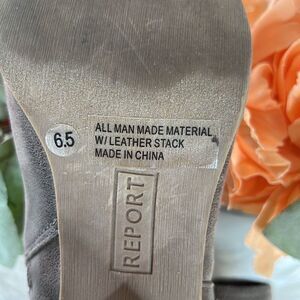 6.5
ALL MAN MADE MATERIAL
W/ LEATHER STACK
MADE IN CHINA
REPORT